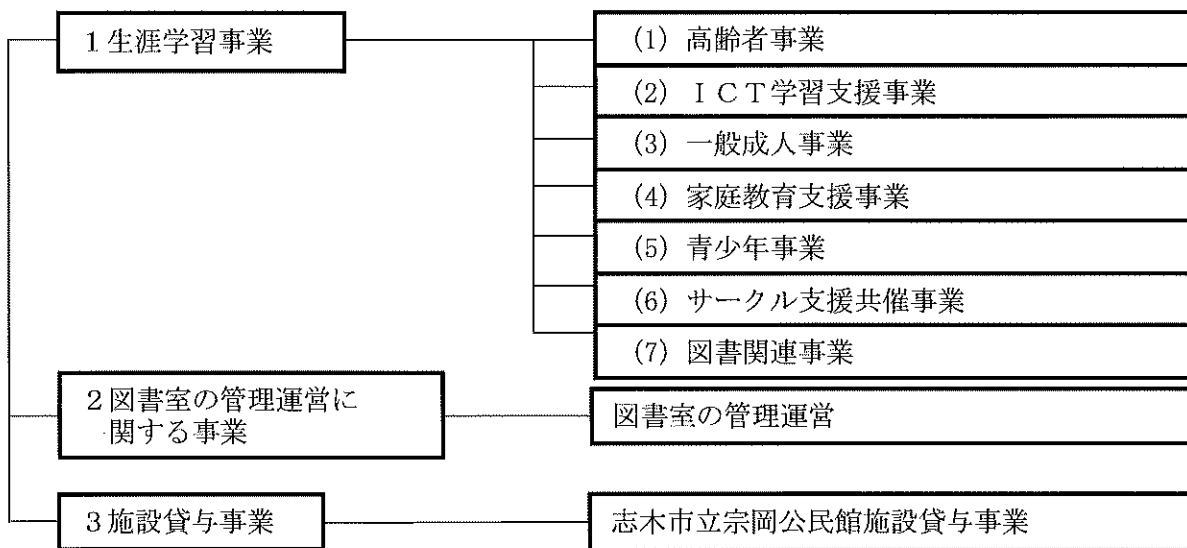 1生涯学習事業
(1) 高齢者事業
(2) ＩＣＴ学習支援事業
(3) 一般成人事業
(4) 家庭教育支援事業
(5) 青少年事業
(6) サークル支援共催事業
(7) 図書関連事業
2図書室の管理運営に
関する事業
図書室の管理運営
3施設貸与事業
志木市立宗岡公民館施設貸与事業